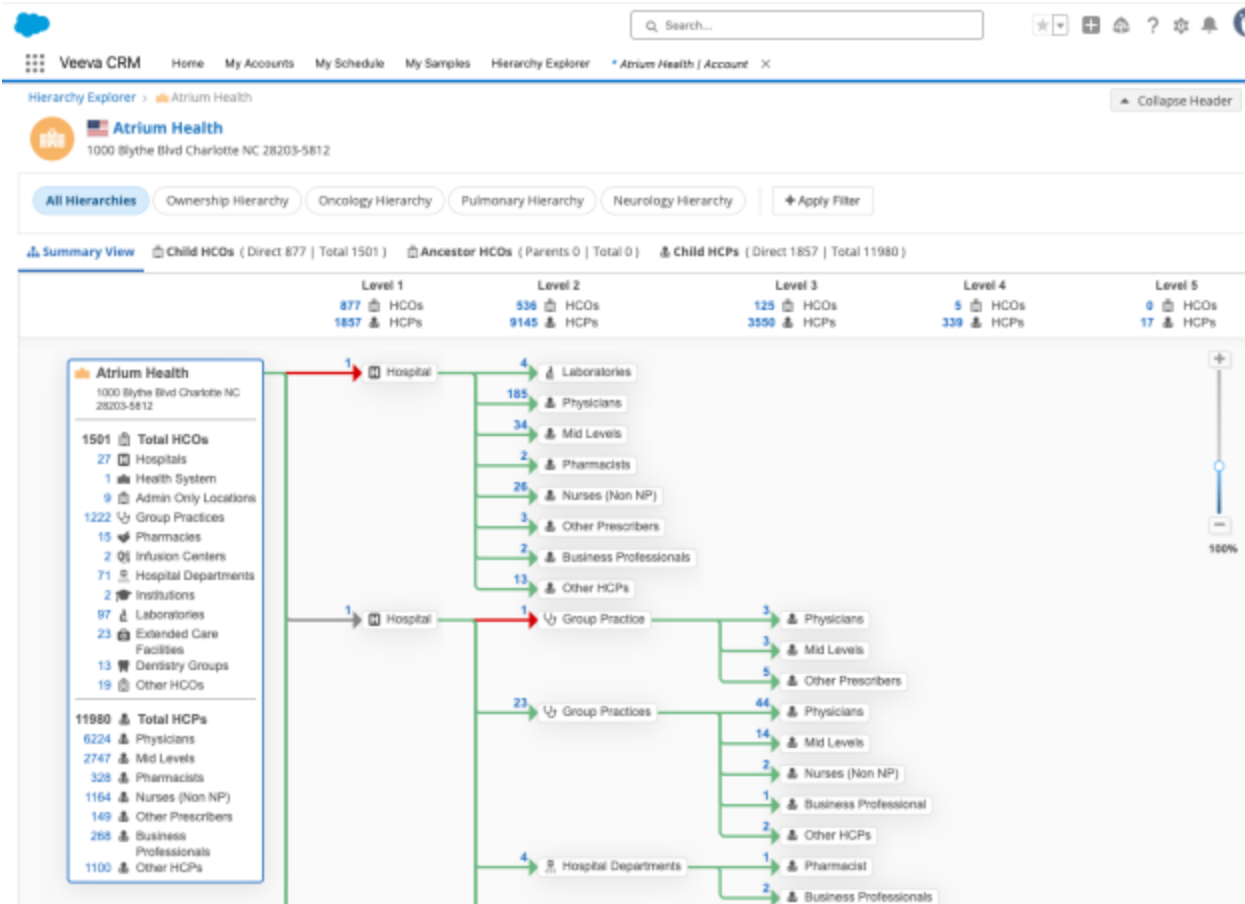 Search...
Veeva CRM Home My Accounts My Schedule My Samples Hierarchy Explorer * Atrium Health | Account ×
Hierarchy Explorer > Atrium Health
Collapse Header
Atrium Health
1000 Blythe Blvd Charlotte NC 28203-5812
All Hierarchies Ownership Hierarchy Oncology Hierarchy Pulmonary Hierarchy Neurology Hierarchy + Apply Filter
Summary View Child HCOs ( Direct 877 | Total 1501 ) Ancestor HCOs ( Parents 0 | Total 0 ) Child HCPs ( Direct 1857 | Total 11980 )
Level 1 Level 2 Level 3 Level 4 Level 5
877 HCOs 536 HCOs 125 HCOs 5 HCOs 0 HCOs
1857 HCPs 9145 HCPs 3550 HCPs 339 HCPs 17 HCPs
Atrium Health
1000 Blythe Blvd Charlotte NC
28203-5812
1501 Total HCOs
27 Hospitals
1 Health System
9 Admin Only Locations
1222 Group Practices
15 Pharmacies
2 Infusion Centers
71 Hospital Departments
2 Institutions
97 Laboratories
23 Extended Care
Facilities
13 Dentistry Groups
19 Other HCOs
11980 Total HCPs
6224 Physicians
2747 Mid Levels
328 Pharmacists
1164 Nurses (Non NP)
149 Other Prescribers
268 Business
Professionals
1100 Other HCPs
1 Hospital
4 Laboratories
185 Physicians
34 Mid Levels
2 Pharmacists
26 Nurses (Non NP)
3 Other Prescribers
2 Business Professionals
13 Other HCPs
1 Hospital
1 Group Practice
3 Physicians
3 Mid Levels
5 Other Prescribers
23 Group Practices
44 Physicians
14 Mid Levels
2 Nurses (Non NP)
1 Business Professional
2 Other HCPs
4 Hospital Departments
1 Pharmacist
2 Business Professionals
+
−
100%